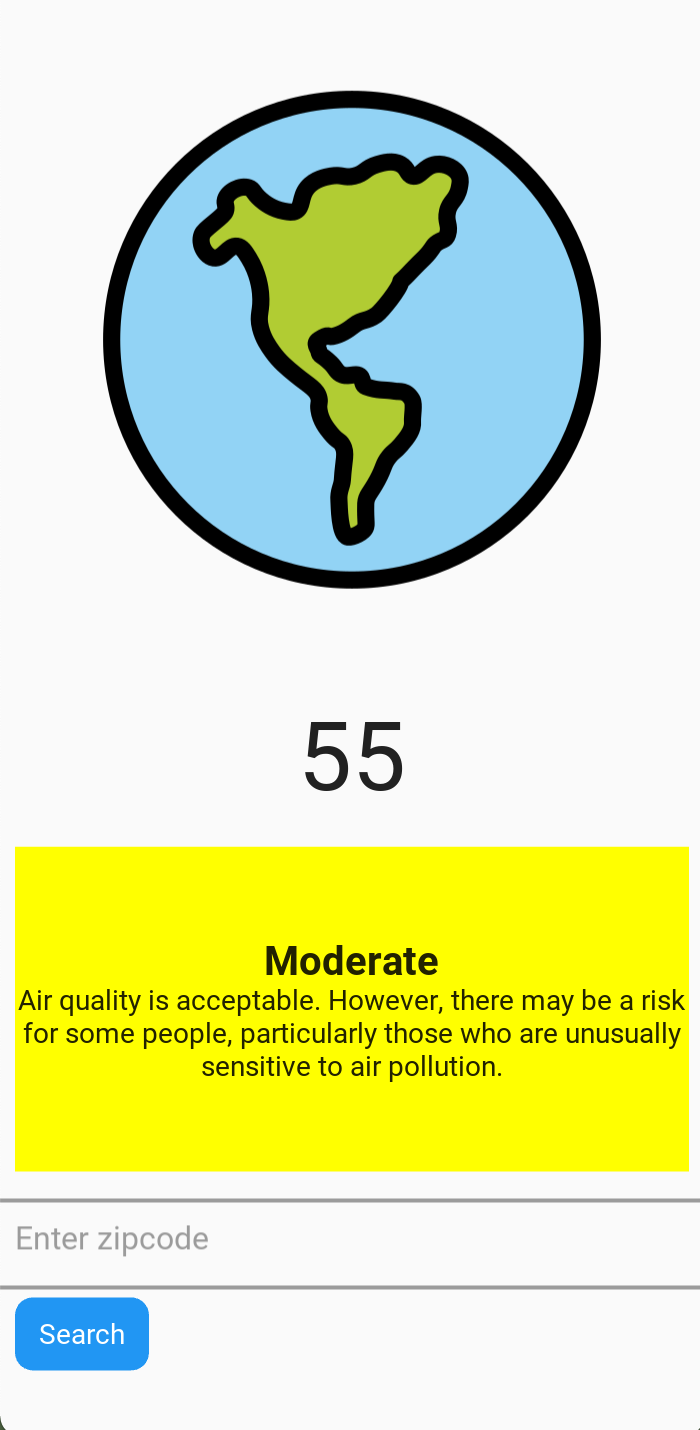 55
Moderate
Air quality is acceptable. However, there may be a risk
for some people, particularly those who are unusually
sensitive to air pollution.
Enter zipcode
Search